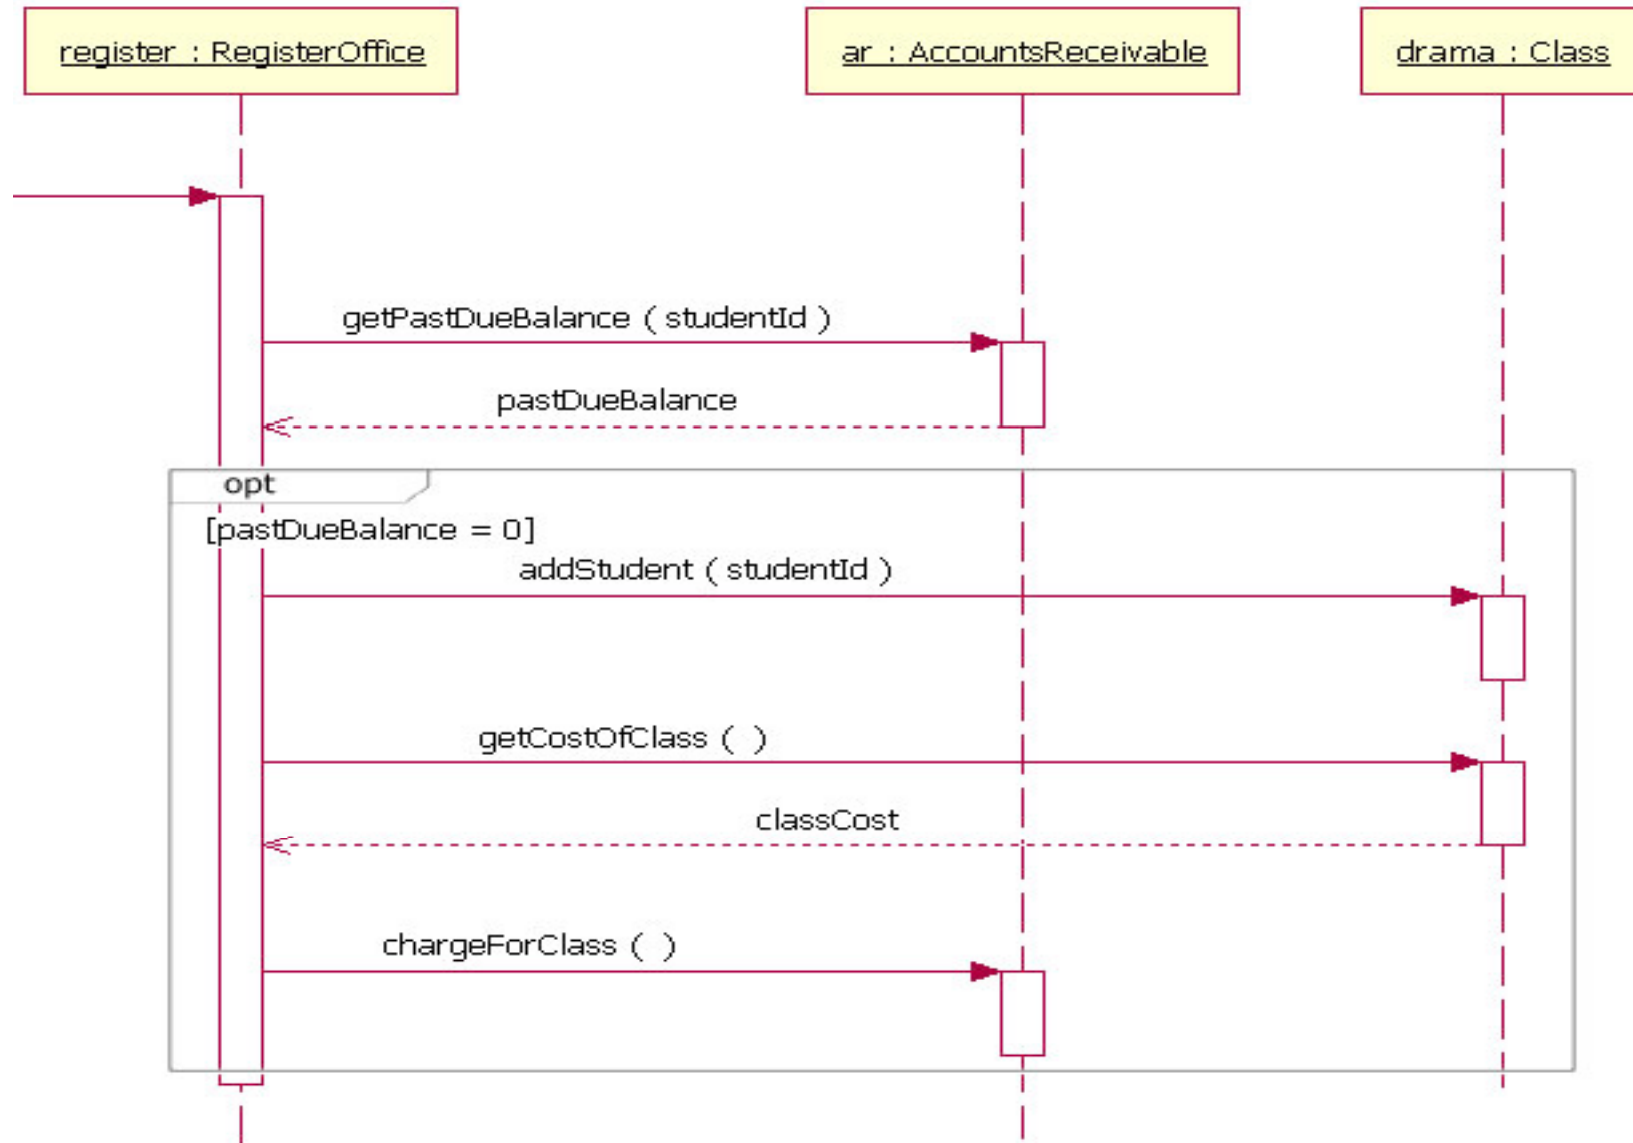 register : RegisterOffice
ar : AccountsReceivable
drama : Class
getPastDueBalance ( studentId )
pastDueBalance
opt
[pastDueBalance = 0]
addStudent ( studentId )
getCostOfClass (  )
classCost
chargeForClass (  )